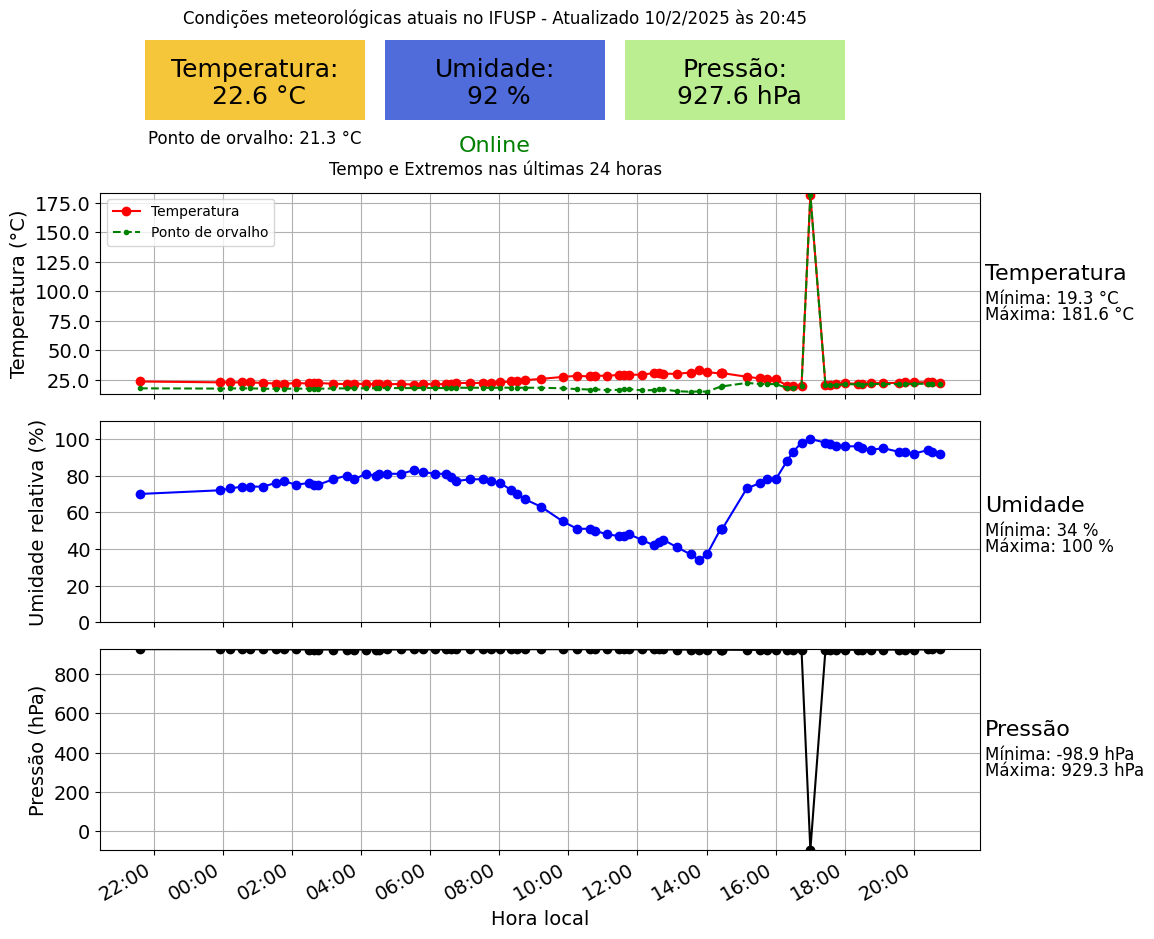 Condições meteorológicas atuais no IFUSP - Atualizado 10/2/2025 às 20:45
Temperatura:
22.6 °C
Umidade:
92 %
Pressão:
927.6 hPa
Ponto de orvalho: 21.3 °C
Online
Tempo e Extremos nas últimas 24 horas
Temperatura (°C)
175.0
150.0
125.0
100.0
75.0
50.0
25.0
Temperatura
Ponto de orvalho
Temperatura
Mínima: 19.3 °C
Máxima: 181.6 °C
Umidade relativa (%)
100
80
60
40
20
0
Umidade
Mínima: 34 %
Máxima: 100 %
Pressão (hPa)
800
600
400
200
0
Pressão
Mínima: -98.9 hPa
Máxima: 929.3 hPa
22:00 00:00 02:00 04:00 06:00 08:00 10:00 12:00 14:00 16:00 18:00 20:00
Hora local